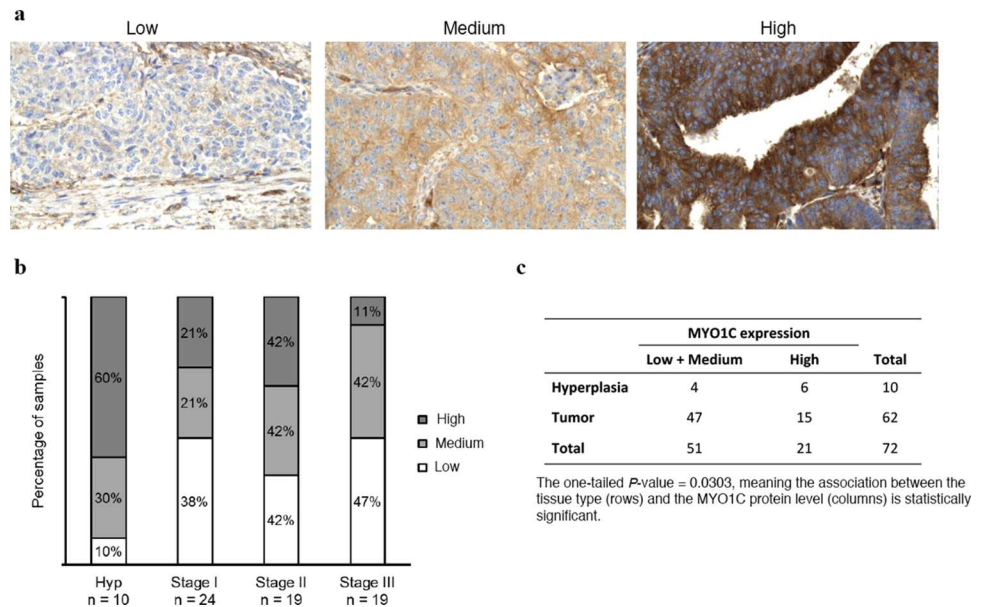 a
Low Medium High
b
Percentage of samples
60%
30%
10%
21%
21%
38%
42%
42%
42%
11%
42%
47%
Hyp Stage I Stage II Stage III
n = 10 n = 24 n = 19 n = 19
High
Medium
Low
c
MYO1C expression
Low + Medium High Total
Hyperplasia 4 6 10
Tumor 47 15 62
Total 51 21 72
The one-tailed P-value = 0.0303, meaning the association between the
tissue type (rows) and the MYO1C protein level (columns) is statistically
significant.